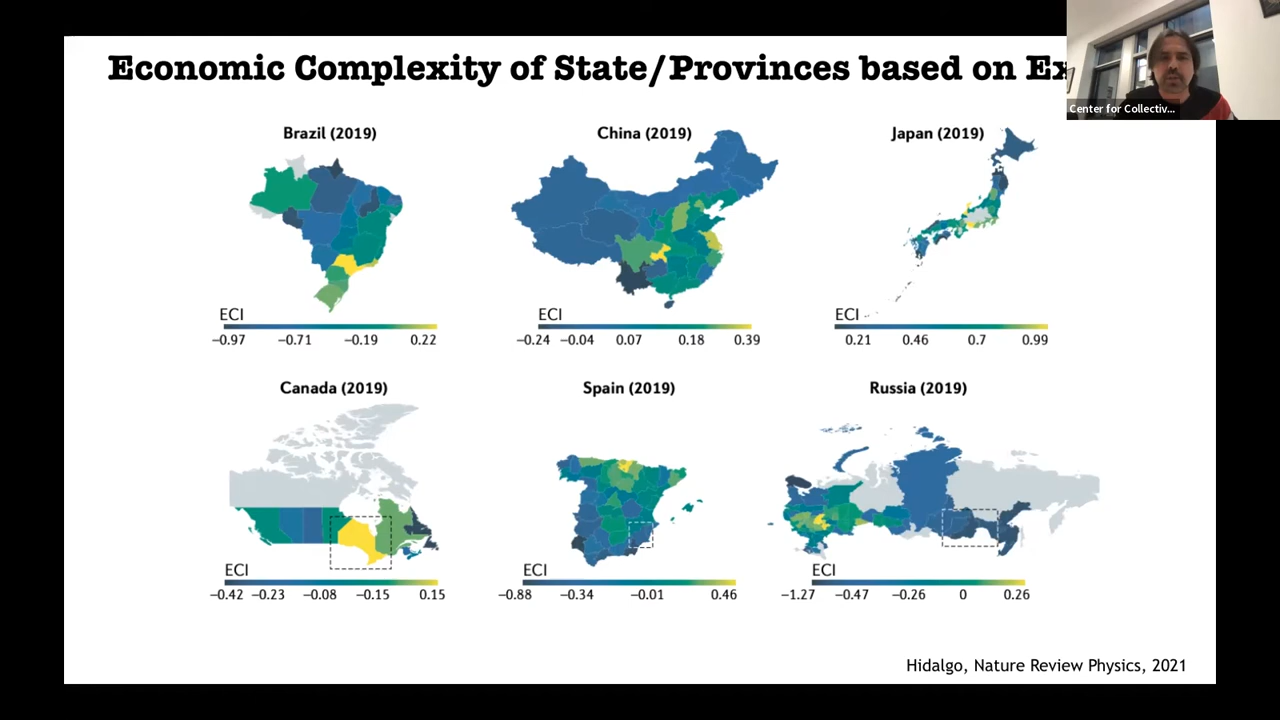 Economic Complexity of State/Provinces based on Ex
Center for Collectiv...
Brazil (2019)
China (2019)
Japan (2019)
ECI
−0.97 −0.71 −0.19 0.22
ECI
−0.24 −0.04 0.07 0.18 0.39
ECI
0.21 0.46 0.7 0.99
Canada (2019)
Spain (2019)
Russia (2019)
ECI
−0.42 −0.23 −0.08 −0.15 0.15
ECI
−0.88 −0.34 −0.01 0.46
ECI
−1.27 −0.47 −0.26 0 0.26
Hidalgo, Nature Review Physics, 2021